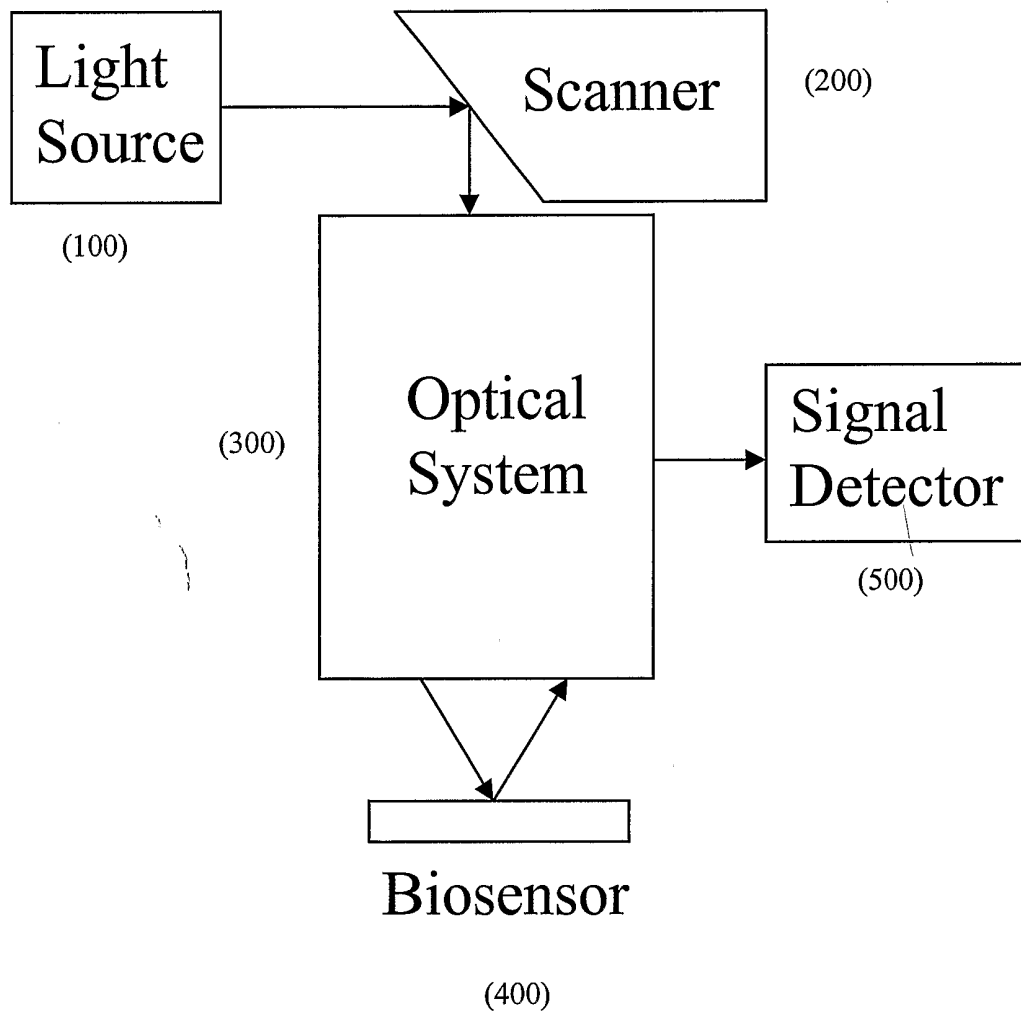 Light
Source
(100)
Scanner
(200)
Optical
System
(300)
Signal
Detector
(500)
Biosensor
(400)